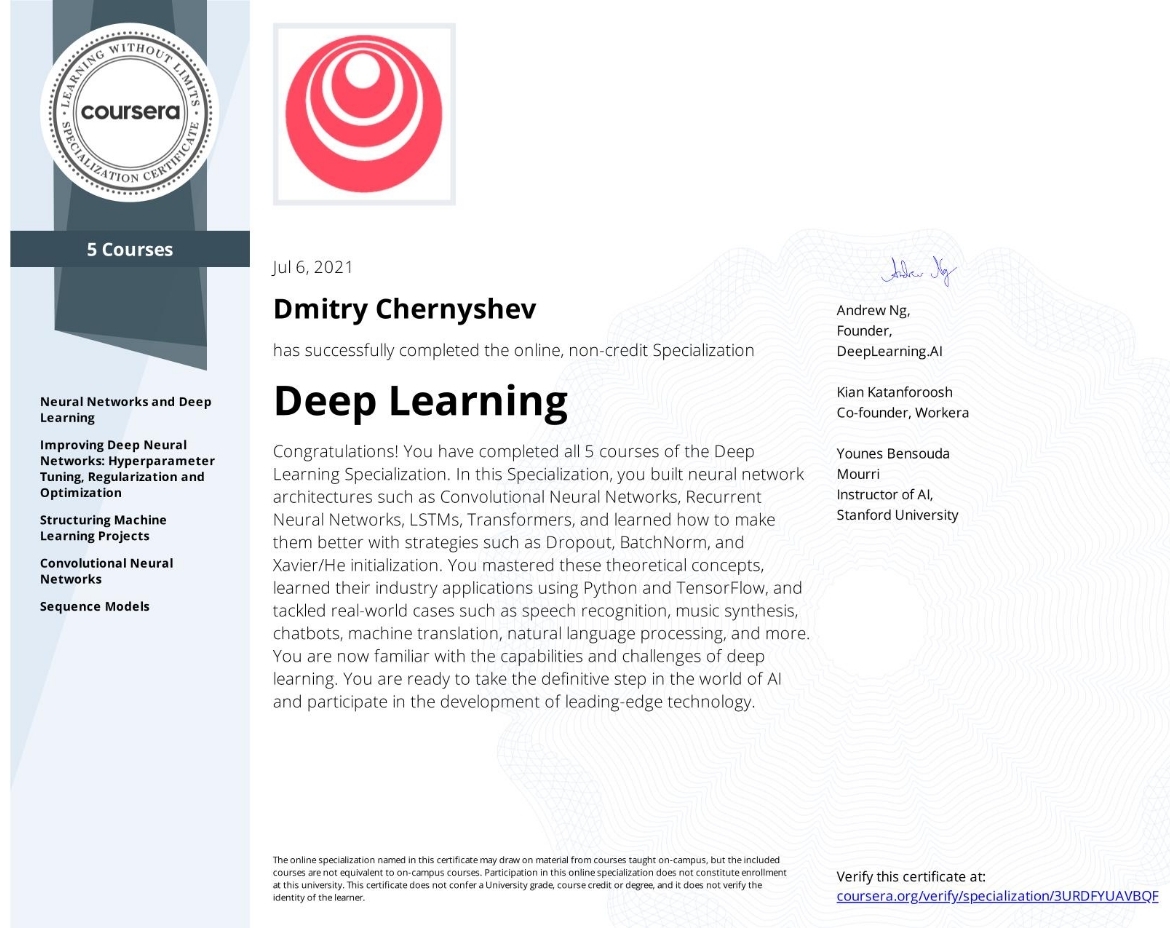 LEARNING WITHOUT LIMITS
coursera
SPECIALIZATION CERTIFICATE
5 Courses
Neural Networks and Deep
Learning
Improving Deep Neural
Networks: Hyperparameter
Tuning, Regularization and
Optimization
Structuring Machine
Learning Projects
Convolutional Neural
Networks
Sequence Models
Jul 6, 2021
Dmitry Chernyshev
has successfully completed the online, non-credit Specialization
Deep Learning
Congratulations! You have completed all 5 courses of the Deep
Learning Specialization. In this Specialization, you built neural network
architectures such as Convolutional Neural Networks, Recurrent
Neural Networks, LSTMs, Transformers, and learned how to make
them better with strategies such as Dropout, BatchNorm, and
Xavier/He initialization. You mastered these theoretical concepts,
learned their industry applications using Python and TensorFlow, and
tackled real-world cases such as speech recognition, music synthesis,
chatbots, machine translation, natural language processing, and more.
You are now familiar with the capabilities and challenges of deep
learning. You are ready to take the definitive step in the world of AI
and participate in the development of leading-edge technology.
Andrew Ng
Andrew Ng,
Founder,
DeepLearning.AI
Kian Katanforoosh
Co-founder, Workera
Younes Bensouda
Mourri
Instructor of AI,
Stanford University
The online specialization named in this certificate may draw on material from courses taught on-campus, but the included
courses are not equivalent to on-campus courses. Participation in this online specialization does not constitute enrollment
at this university. This certificate does not confer a University grade, course credit or degree, and it does not verify the
identity of the learner.
Verify this certificate at:
coursera.org/verify/specialization/3URDFYUAVBQF